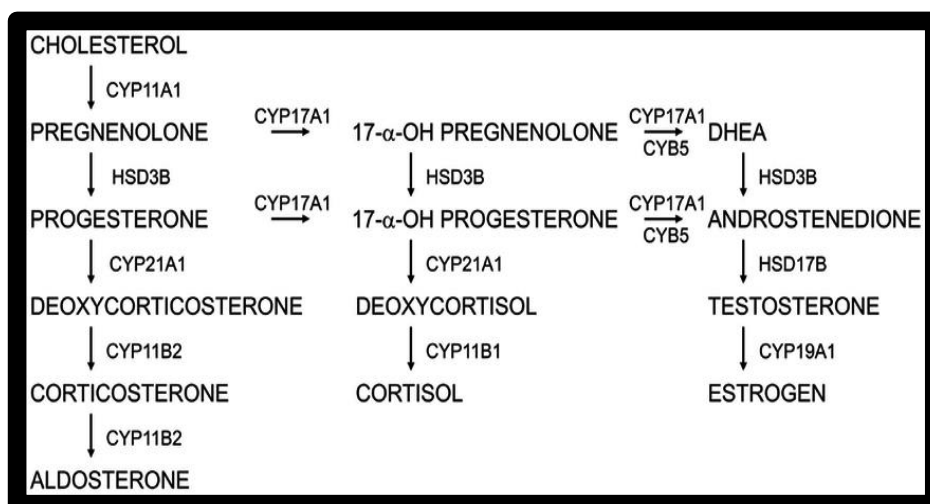 CHOLESTEROL
CYP11A1
PREGNENOLONE CYP17A1 17-α-OH PREGNENOLONE CYP17A1 CYB5 DHEA
HSD3B HSD3B HSD3B
PROGESTERONE CYP17A1 17-α-OH PROGESTERONE CYP17A1 CYB5 ANDROSTENEDIONE
CYP21A1 CYP21A1 HSD17B
DEOXYCORTICOSTERONE DEOXYCORTISOL TESTOSTERONE
CYP11B2 CYP11B1 CYP19A1
CORTICOSTERONE CORTISOL ESTROGEN
CYP11B2
ALDOSTERONE